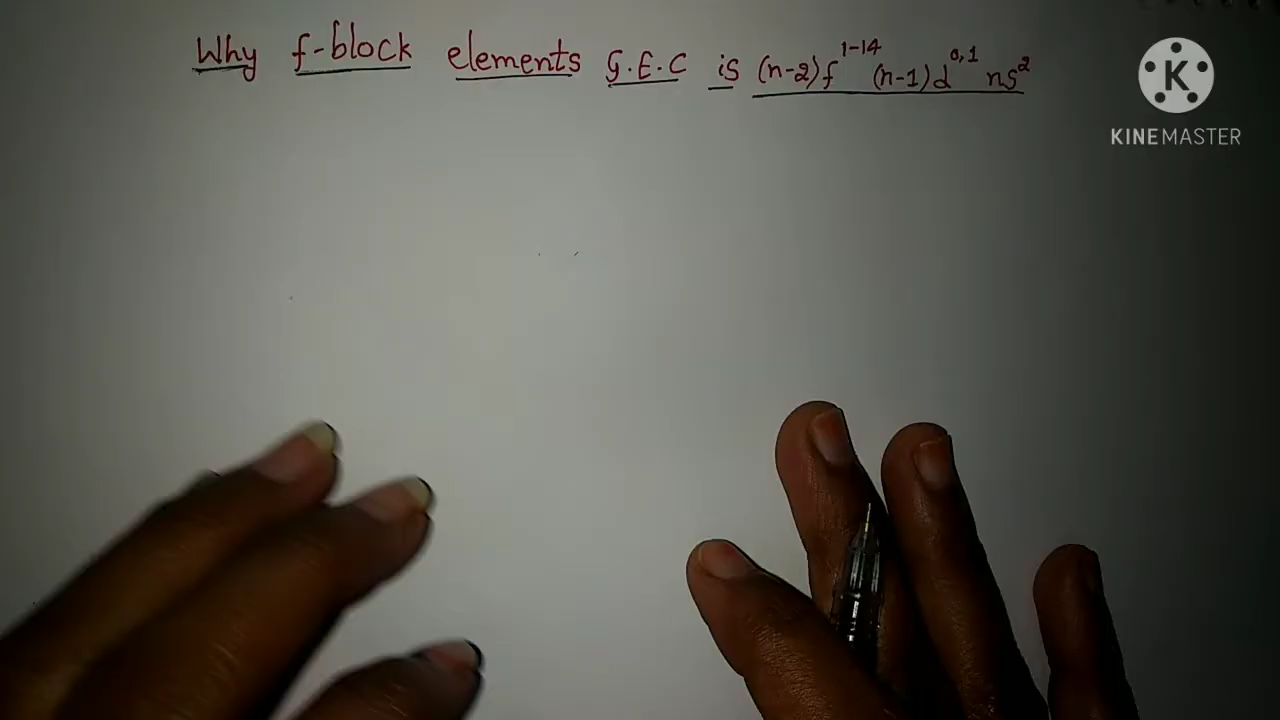 Why f-block elements G.E.C is (n-2)f¹⁻¹⁴ (n-1)d⁰,¹ ns²
K
KINEMASTER